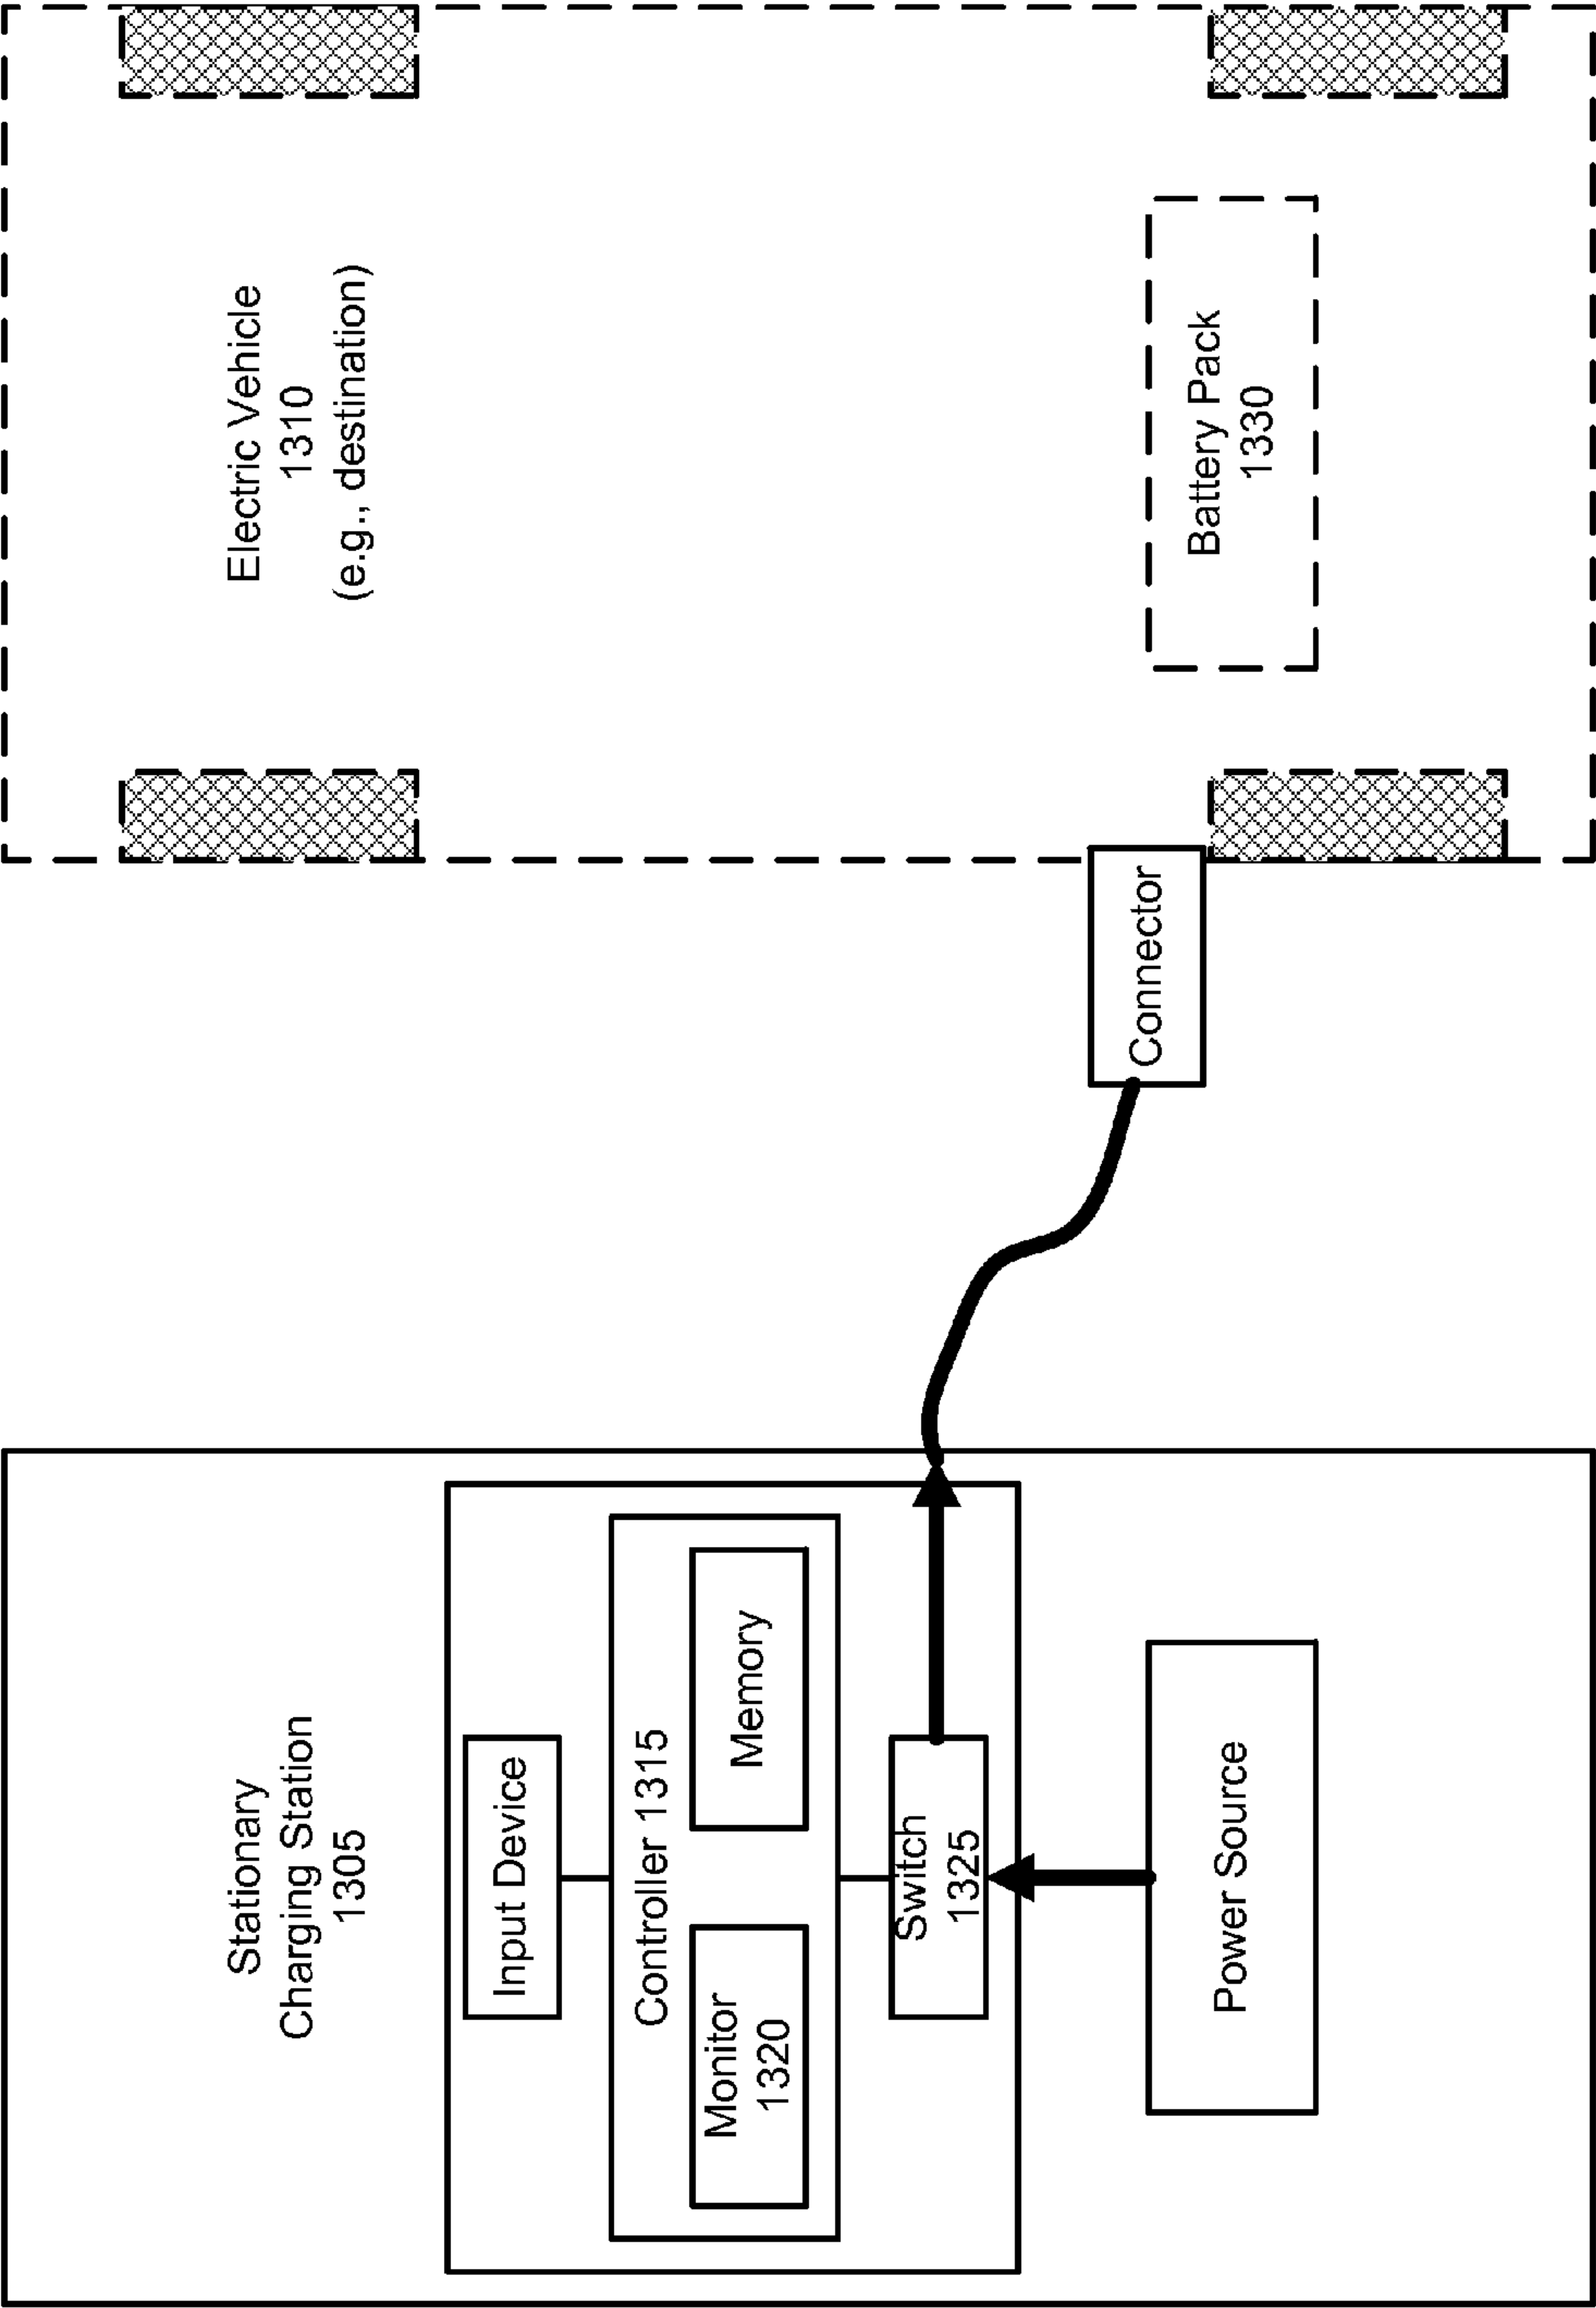 Stationary
Charging Station
1305
Input Device
Controller 1315
Monitor
1320
Memory
Switch
1325
Power Source
Connector
Electric Vehicle
1310
(e.g., destination)
Battery Pack
1330